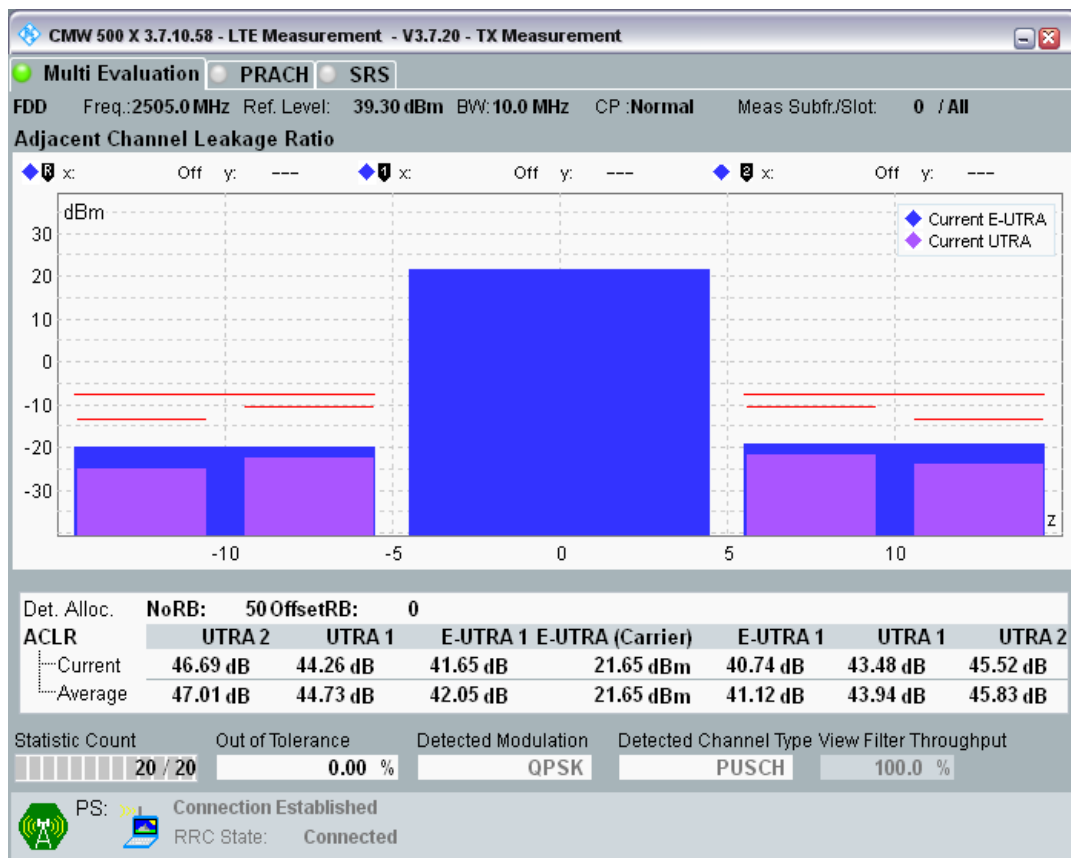 CMW 500 X 3.7.10.58 - LTE Measurement - V3.7.20 - TX Measurement
Multi Evaluation PRACH SRS
FDD Freq.:2505.0 MHz Ref. Level: 39.30 dBm BW:10.0 MHz CP :Normal Meas Subfr./Slot: 0 / All
Adjacent Channel Leakage Ratio
R x: Off y: --- 1 x: Off y: --- 2 x: Off y: ---
dBm
Current E-UTRA
Current UTRA
30
20
10
0
-10
-20
-30
z
-10 -5 0 5 10
Det. Alloc. NoRB: 50 OffsetRB: 0
ACLR UTRA 2 UTRA 1 E-UTRA 1 E-UTRA (Carrier) E-UTRA 1 UTRA 1 UTRA 2
Current 46.69 dB 44.26 dB 41.65 dB 21.65 dBm 40.74 dB 43.48 dB 45.52 dB
Average 47.01 dB 44.73 dB 42.05 dB 21.65 dBm 41.12 dB 43.94 dB 45.83 dB
Statistic Count Out of Tolerance Detected Modulation Detected Channel Type View Filter Throughput
20 / 20 0.00 % QPSK PUSCH 100.0 %
PS: Connection Established
RRC State: Connected